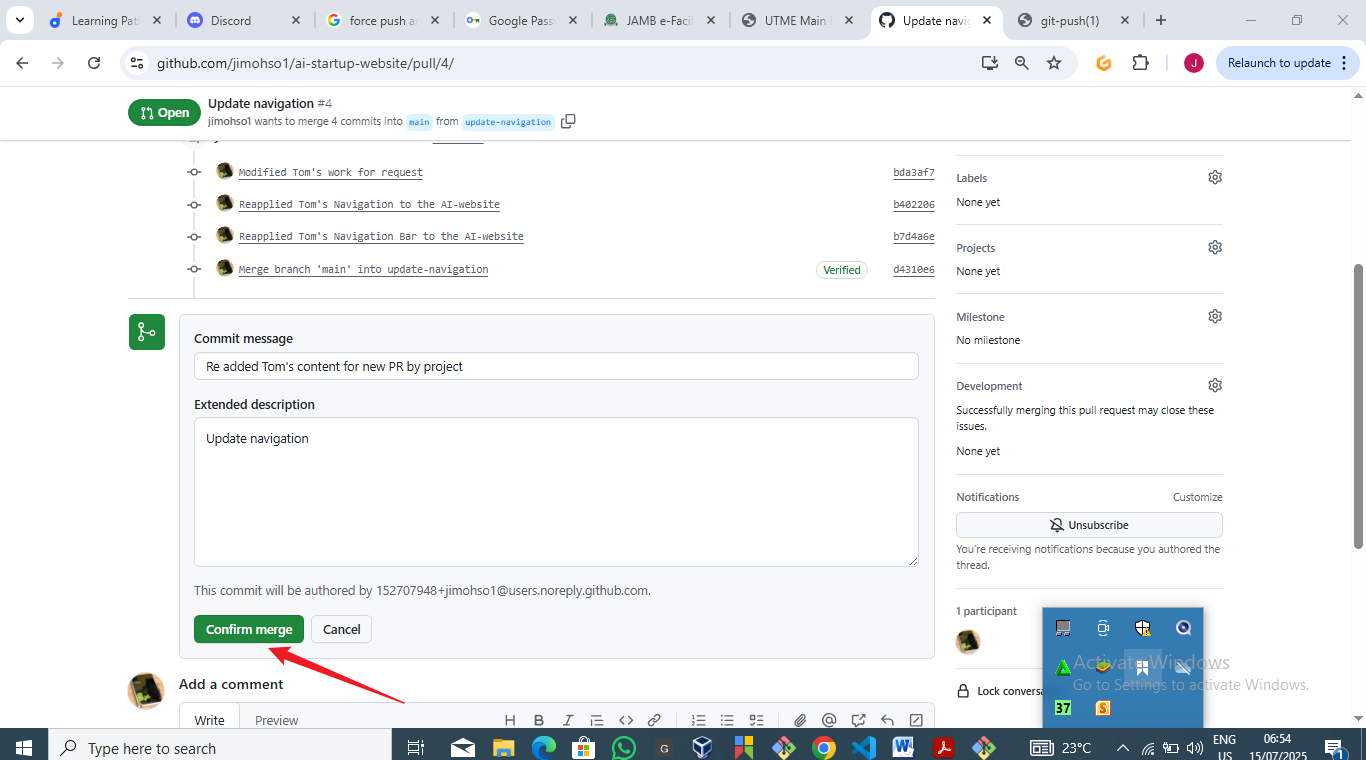 Learning Pat
Discord
force push a
Google Pass
JAMB e-Facil
UTME Main
Update navig
git-push(1)
github.com/jimohso1/ai-startup-website/pull/4/
J
Relaunch to update
Open
Update navigation #4
jimohso1 wants to merge 4 commits into main from update-navigation
Modified Tom's work for request
bda3af7
Reapplied Tom's Navigation to the AI-website
b402206
Reapplied Tom's Navigation Bar to the AI-website
b7d4a6e
Merge branch 'main' into update-navigation
Verified
d4310e6
Commit message
Re added Tom's content for new PR by project
Extended description
Update navigation
This commit will be authored by 152707948+jimohso1@users.noreply.github.com.
Confirm merge
Cancel
Add a comment
Write
Preview
H B I
Labels
None yet
Projects
None yet
Milestone
No milestone
Development
Successfully merging this pull request may close these
issues.
None yet
Notifications
Customize
Unsubscribe
You're receiving notifications because you authored the
thread.
1 participant
Lock conversa
37
S
Activate Windows
Go to Settings to activate Windows.
Type here to search
G
W
23°C
ENG
US
06:54
15/07/2025
1